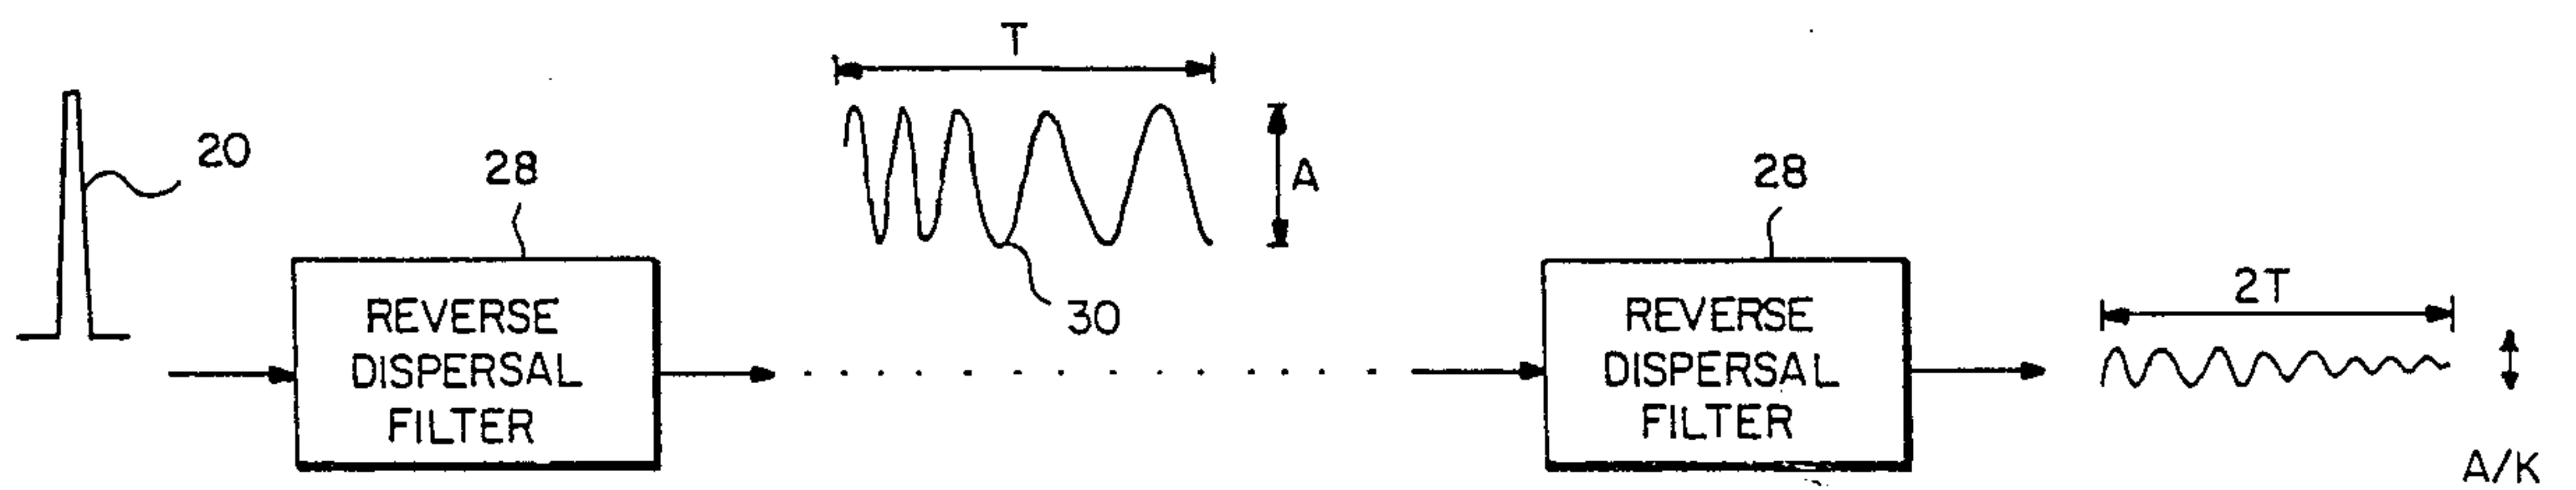 T
20
28
A
30
REVERSE
DISPERSAL
FILTER
28
REVERSE
DISPERSAL
FILTER
2T
A/K